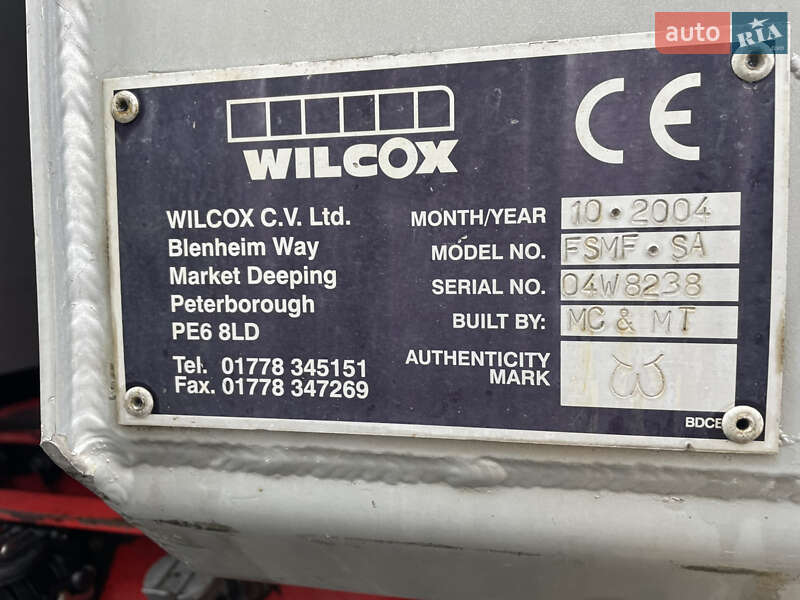 auto RIA.com
WILCOX
CE
WILCOX C.V. Ltd.
Blenheim Way
Market Deeping
Peterborough
PE6 8LD
Tel. 01778 345151
Fax. 01778 347269
MONTH/YEAR 10•2004
MODEL NO. FSMF•SA
SERIAL NO. 04W8238
BUILT BY: MC & MT
AUTHENTICITY
MARK